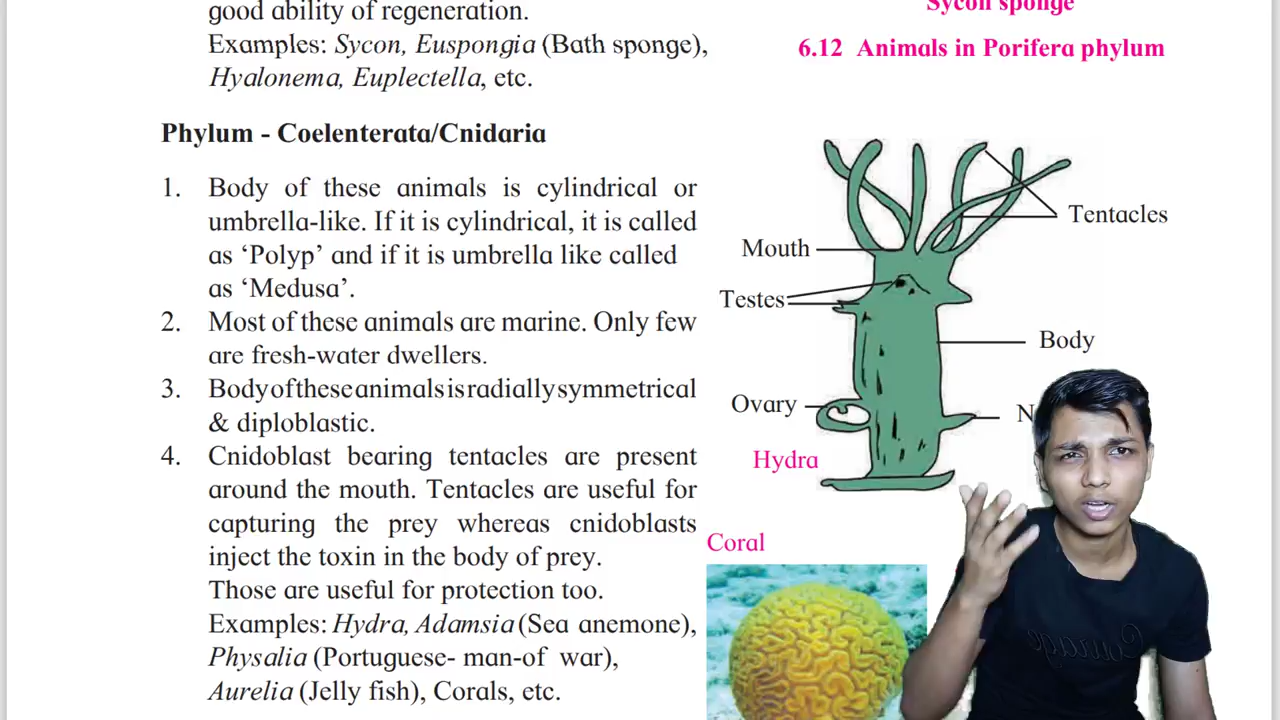 good ability of regeneration.
Examples: Sycon, Euspongia (Bath sponge),
Hyalonema, Euplectella, etc.
Sycon sponge
6.12 Animals in Porifera phylum
Phylum - Coelenterata/Cnidaria
1. Body of these animals is cylindrical or
umbrella-like. If it is cylindrical, it is called
as ‘Polyp’ and if it is umbrella like called
as ‘Medusa’.
2. Most of these animals are marine. Only few
are fresh-water dwellers.
3. Body of these animals is radially symmetrical
& diploblastic.
4. Cnidoblast bearing tentacles are present
around the mouth. Tentacles are useful for
capturing the prey whereas cnidoblasts
inject the toxin in the body of prey.
Those are useful for protection too.
Examples: Hydra, Adamsia (Sea anemone),
Physalia (Portuguese- man-of war),
Aurelia (Jelly fish), Corals, etc.
Tentacles
Mouth
Testes
Body
Ovary
Hydra
Coral